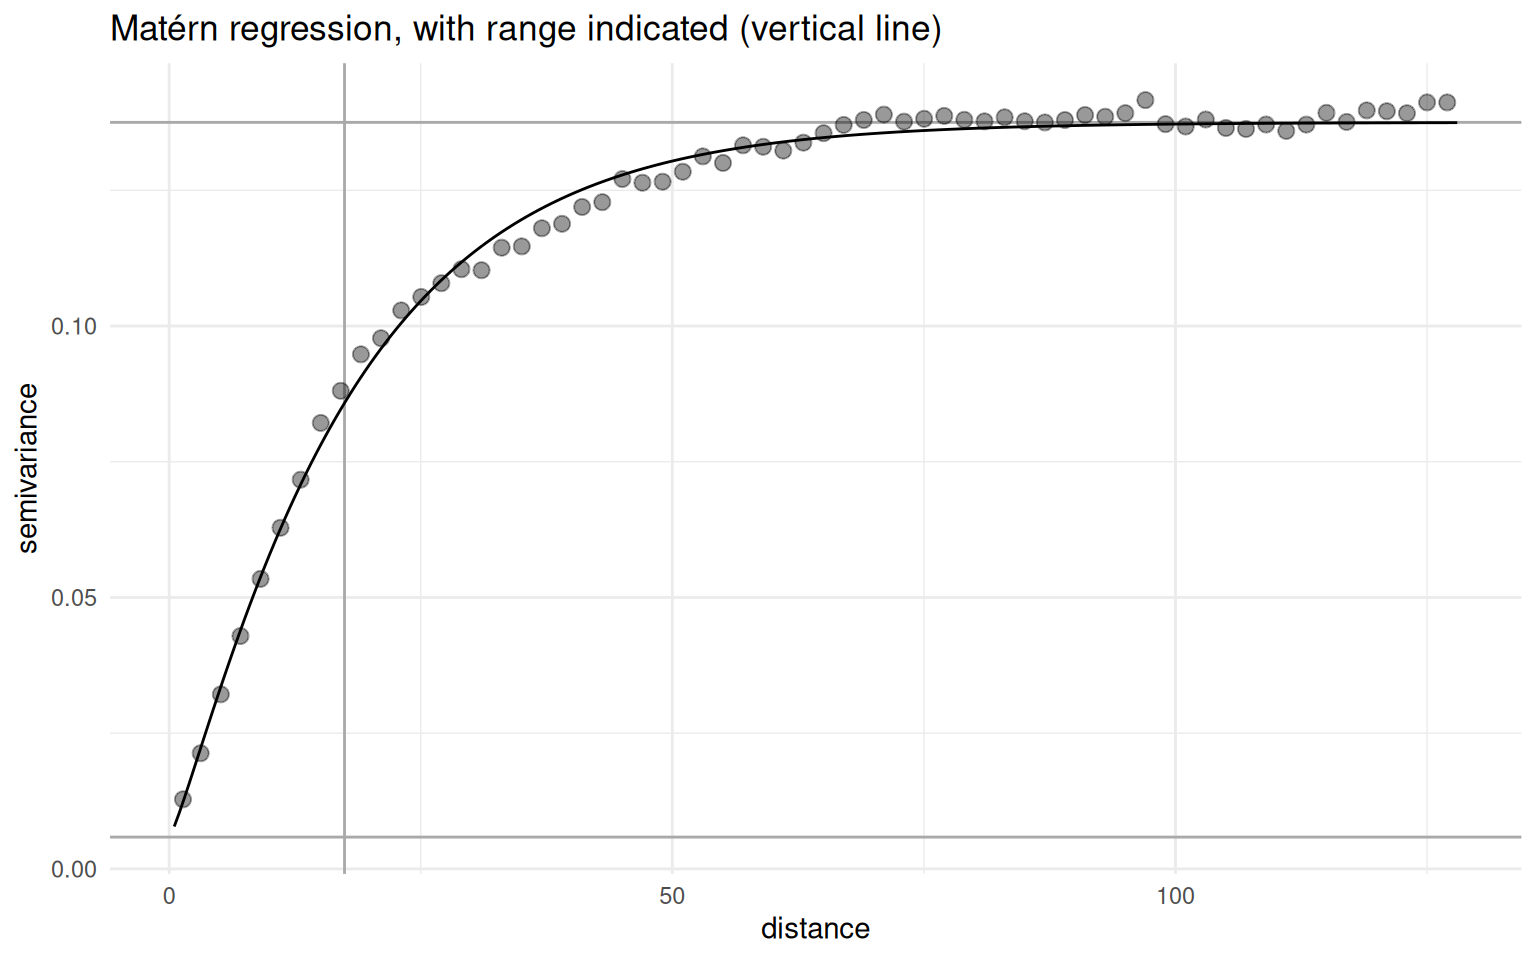 Matérn regression, with range indicated (vertical line)
semivariance
0.10
0.05
0.00
0
50
100
distance